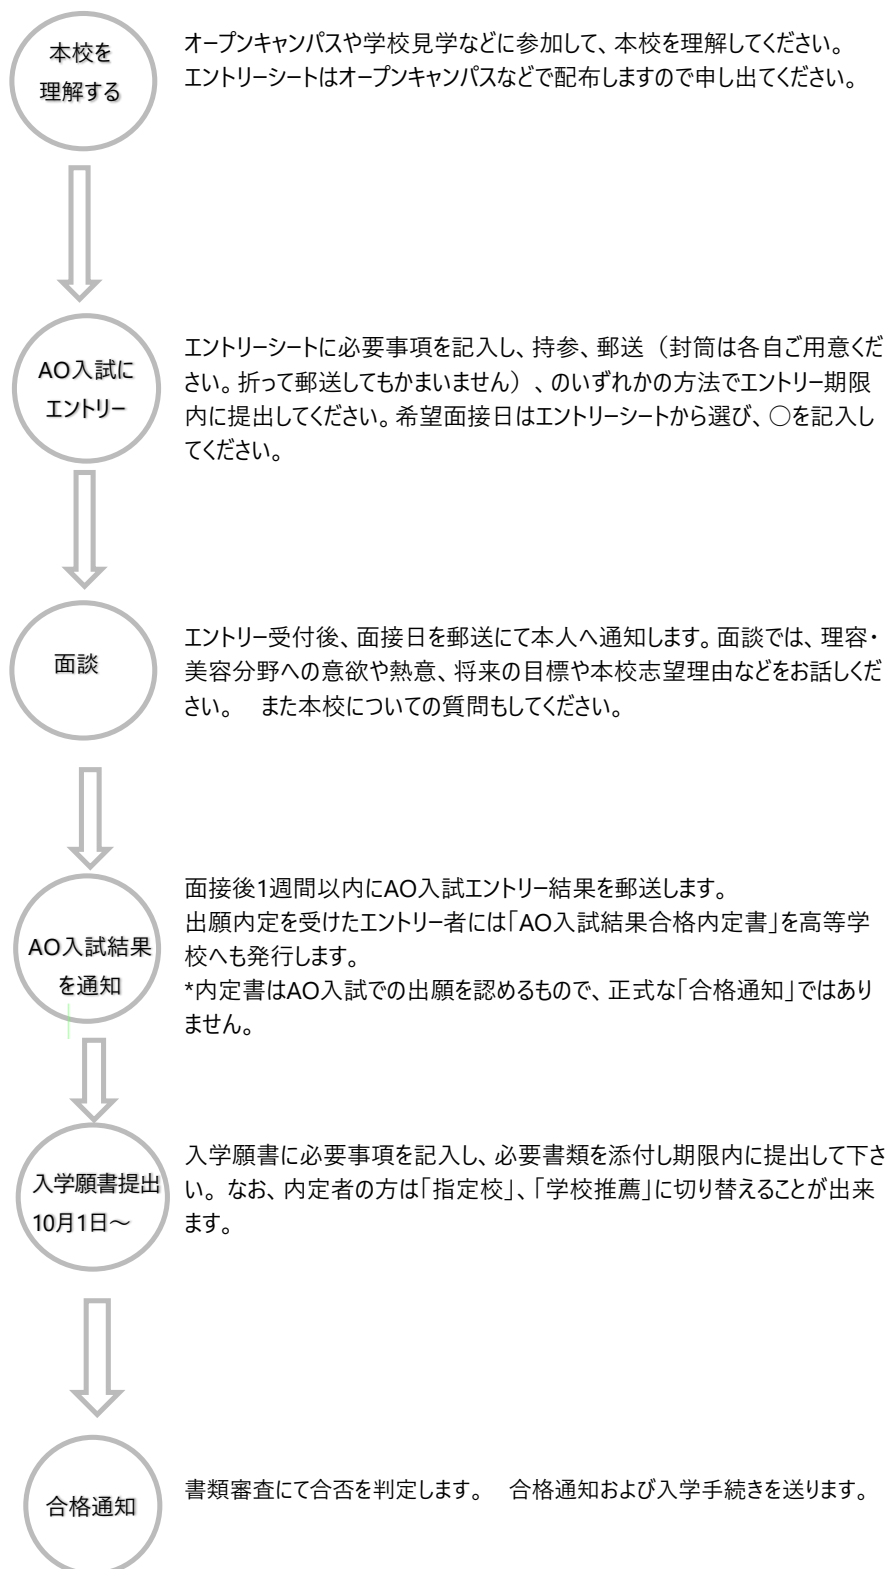 本校を
理解する
オープンキャンパスや学校見学などに参加して、本校を理解してください。
エントリーシートはオープンキャンパスなどで配布しますので申し出てください。
AO入試に
エントリー
エントリーシートに必要事項を記入し、持参、郵送（封筒は各自ご用意くだ
さい。折って郵送してもかまいません）、のいずれかの方法でエントリー期限
内に提出してください。希望面接日はエントリーシートから選び、○を記入し
てください。
面談
エントリー受付後、面接日を郵送にて本人へ通知します。面談では、理容・
美容分野への意欲や熱意、将来の目標や本校志望理由などをお話しくだ
さい。　また本校についての質問もしてください。
AO入試結果
を通知
面接後1週間以内にAO入試エントリー結果を郵送します。
出願内定を受けたエントリー者には「AO入試結果合格内定書」を高等学
校へも発行します。
*内定書はAO入試での出願を認めるもので、正式な「合格通知」ではあり
ません。
入学願書提出
10月1日～
入学願書に必要事項を記入し、必要書類を添付し期限内に提出して下さ
い。なお、内定者の方は「指定校」、「学校推薦」に切り替えることが出来
ます。
合格通知
書類審査にて合否を判定します。　合格通知および入学手続きを送ります。